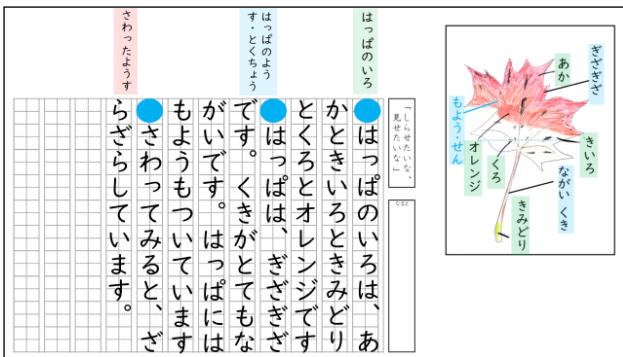 はっぱのいろ
はっぱのよう
す・とくちょう
さわったようす
「しらせたいな、
見せたいな」
はっぱのいろは、あ
かときいろときみどり
とくろとオレンジです
はっぱは、ぎざぎざ
です。くきがとてもな
がいです。はっぱには
もようもついています
さわってみると、ざ
らざらしています。
ぎざぎざ
あか
きいろ
ながい くき
きみどり
くろ
オレンジ
もよう・せん